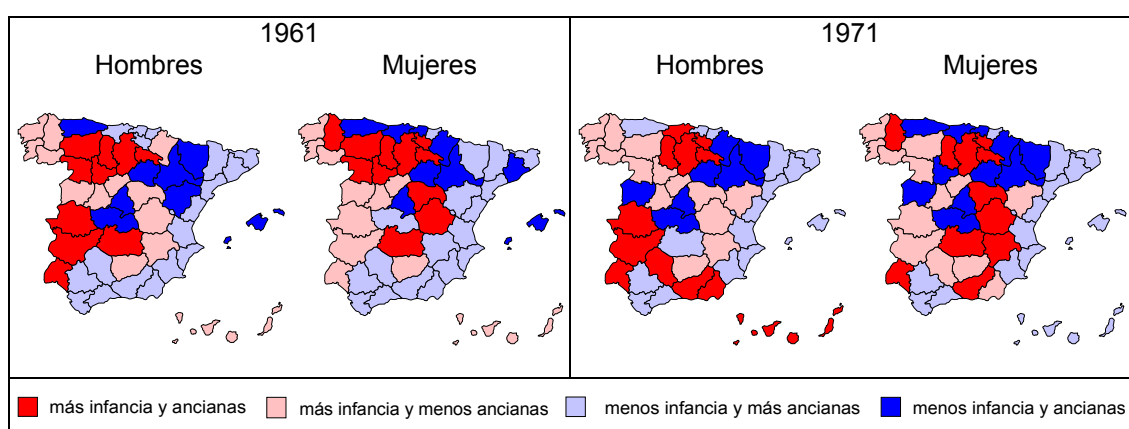 1961
1971
Hombres
Mujeres
Hombres
Mujeres
más infancia y ancianas
más infancia y menos ancianas
menos infancia y más ancianas
menos infancia y ancianas